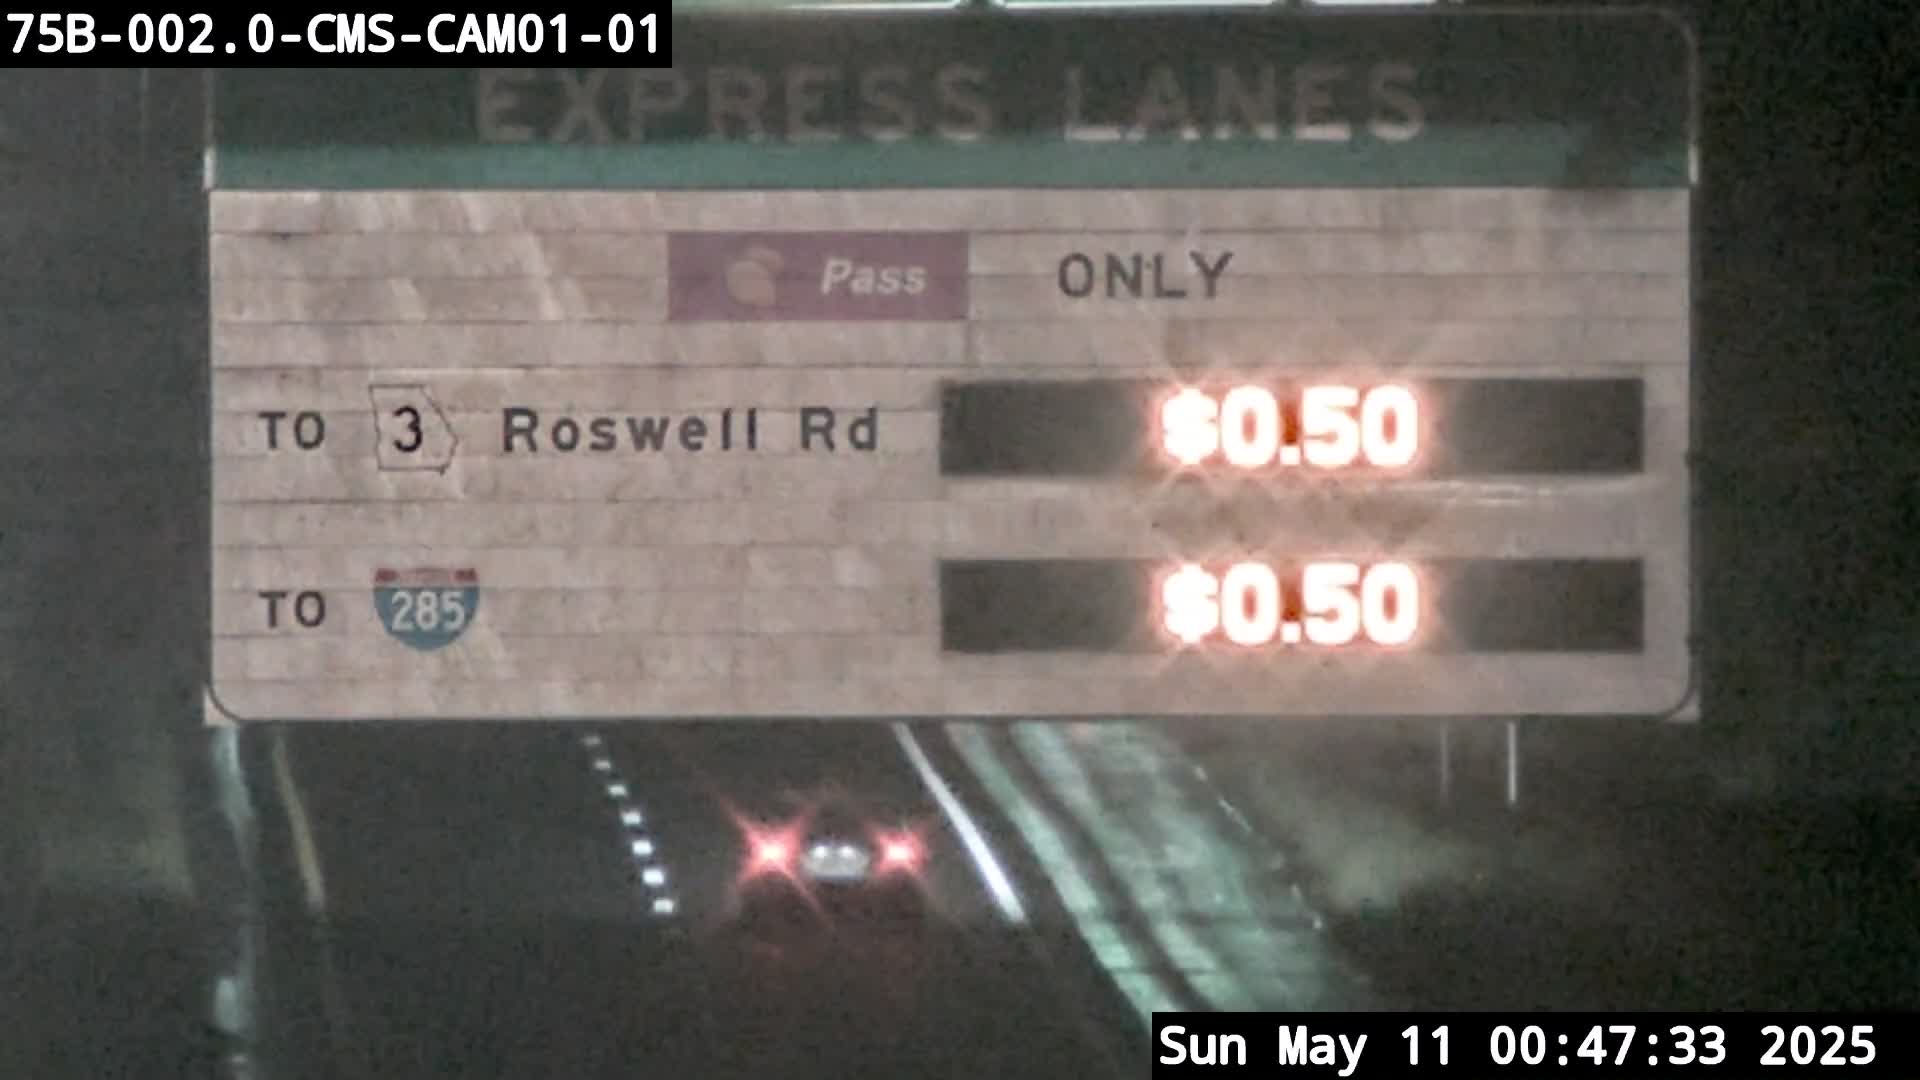 75B-002.0-CMS-CAM01-01
EXPRESS LANES
Pass ONLY
TO 3 Roswell Rd $0.50
TO 285 $0.50
Sun May 11 00:47:33 2025